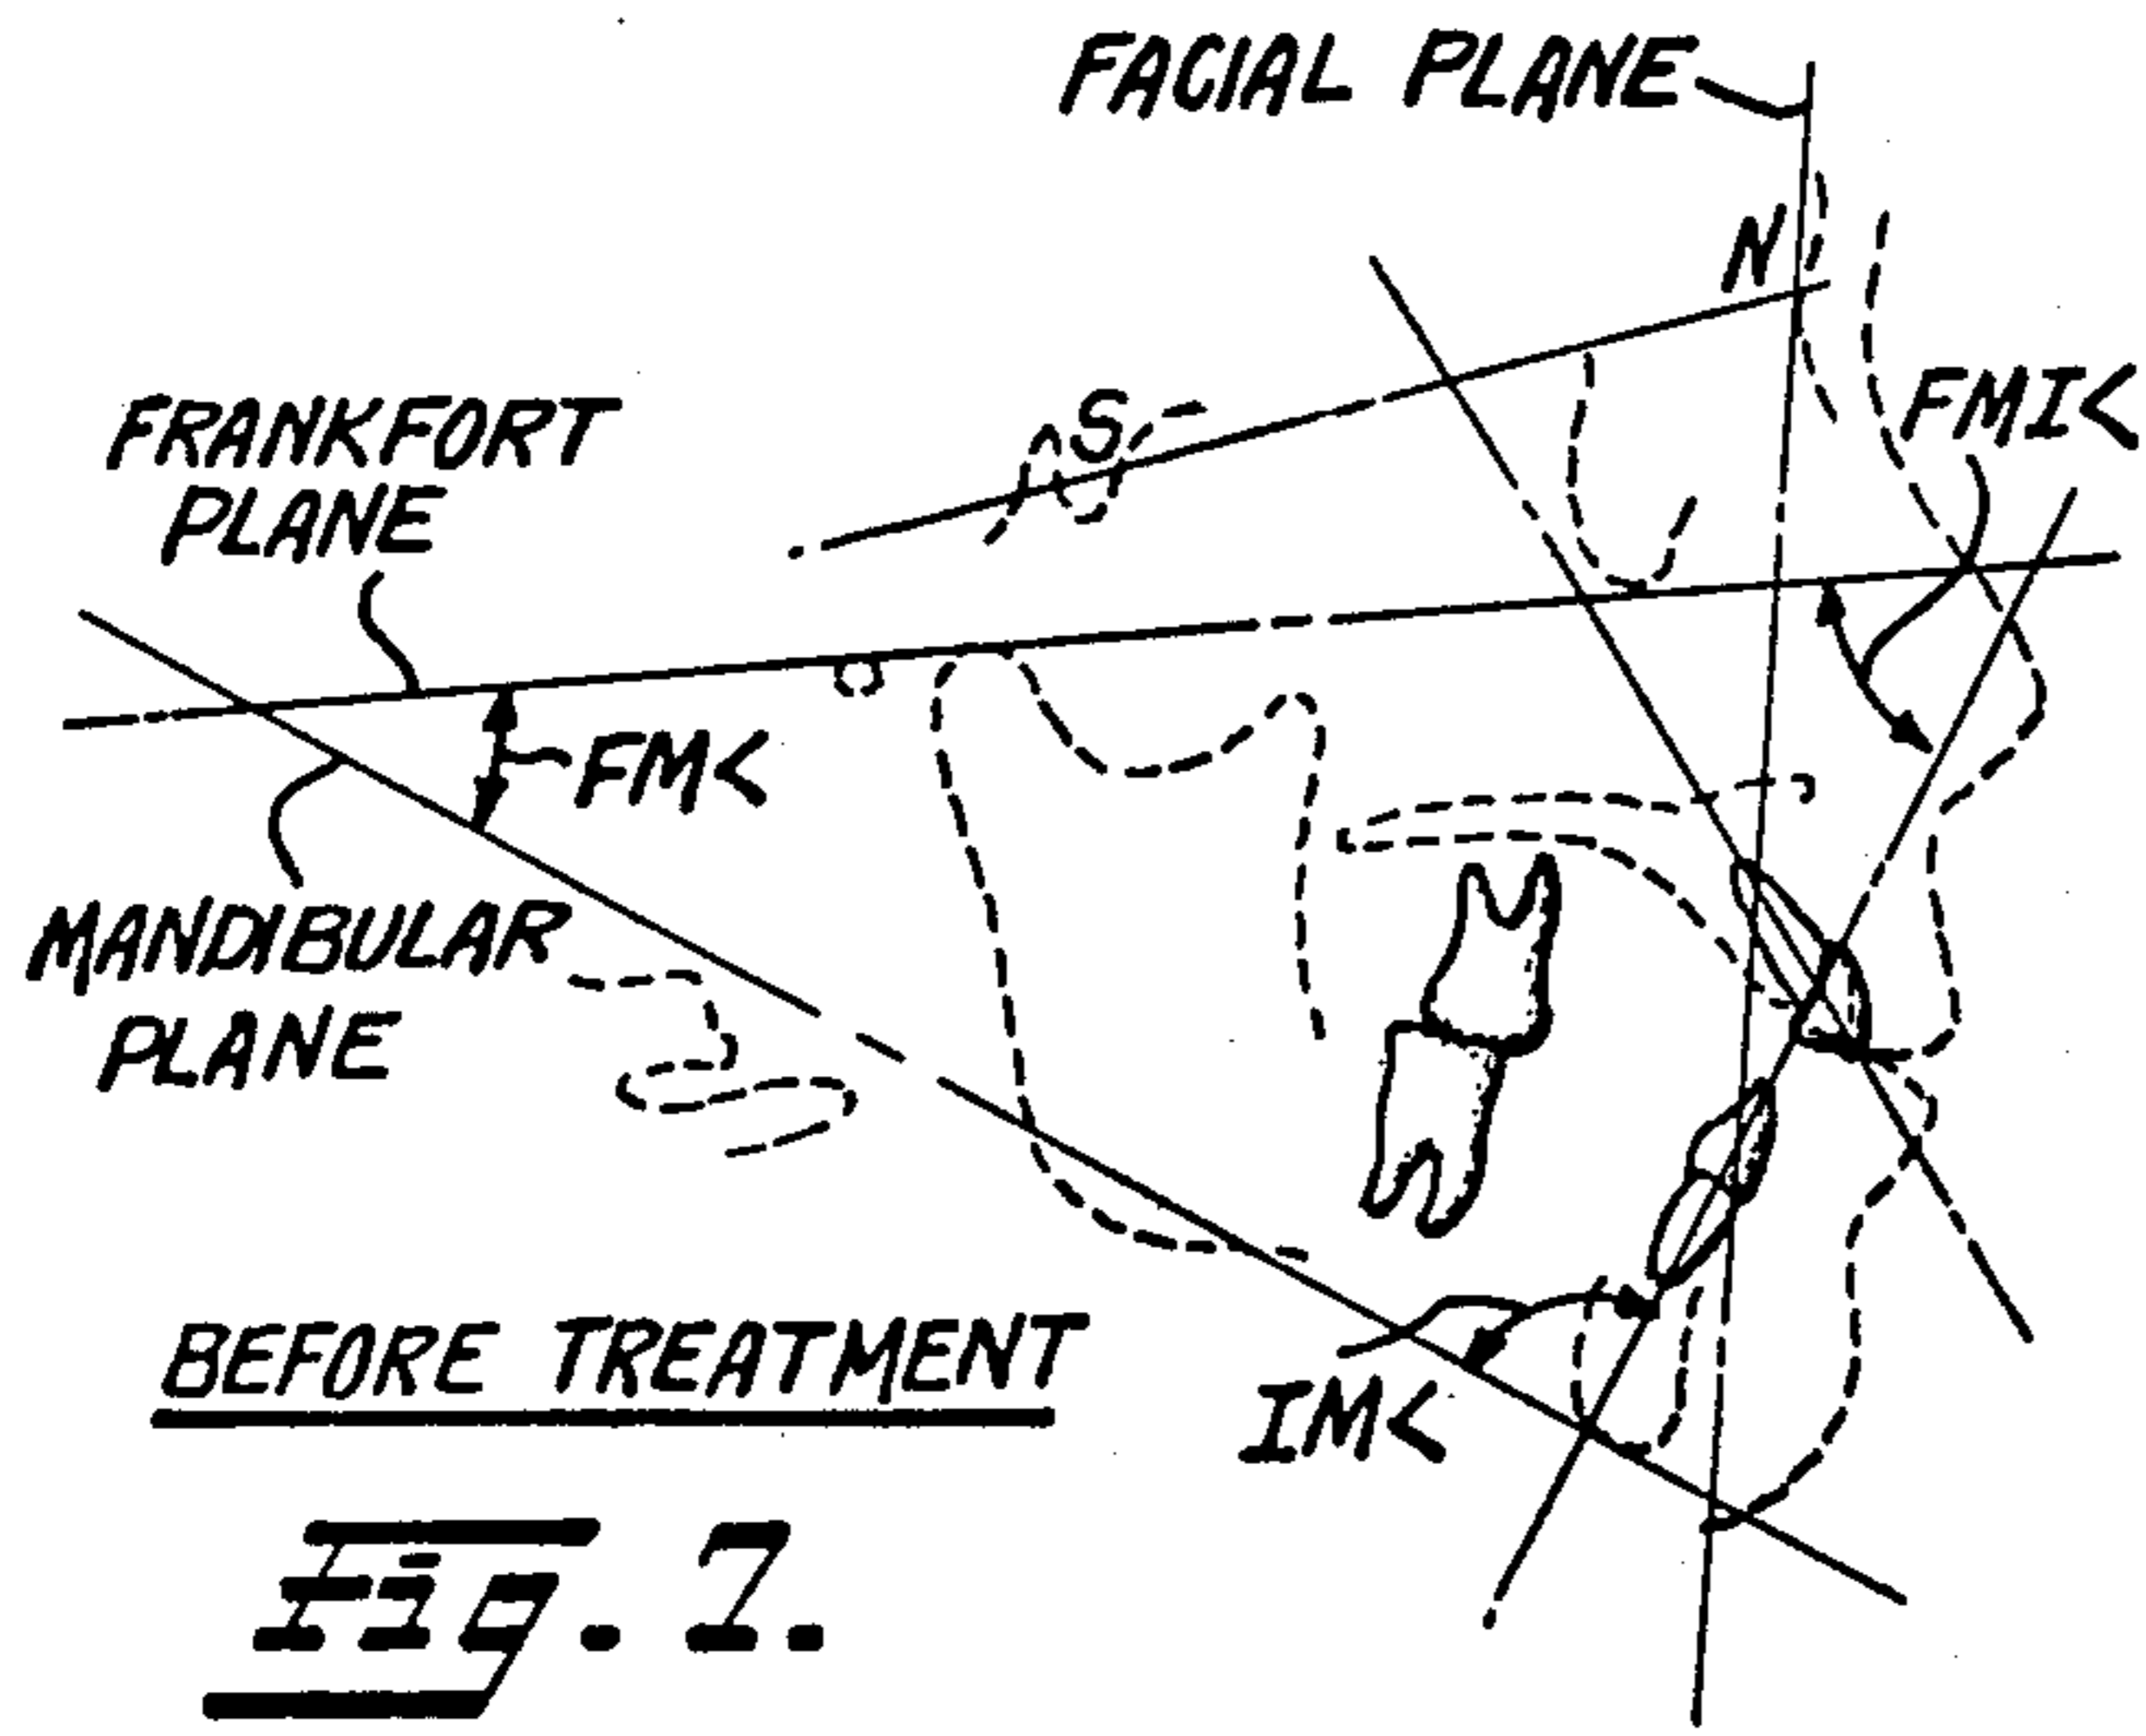 FACIAL PLANE
N
FMI<
S
FRANKFORT
PLANE
FM<
MANDIBULAR
PLANE
IM<
BEFORE TREATMENT
Fig. 7.